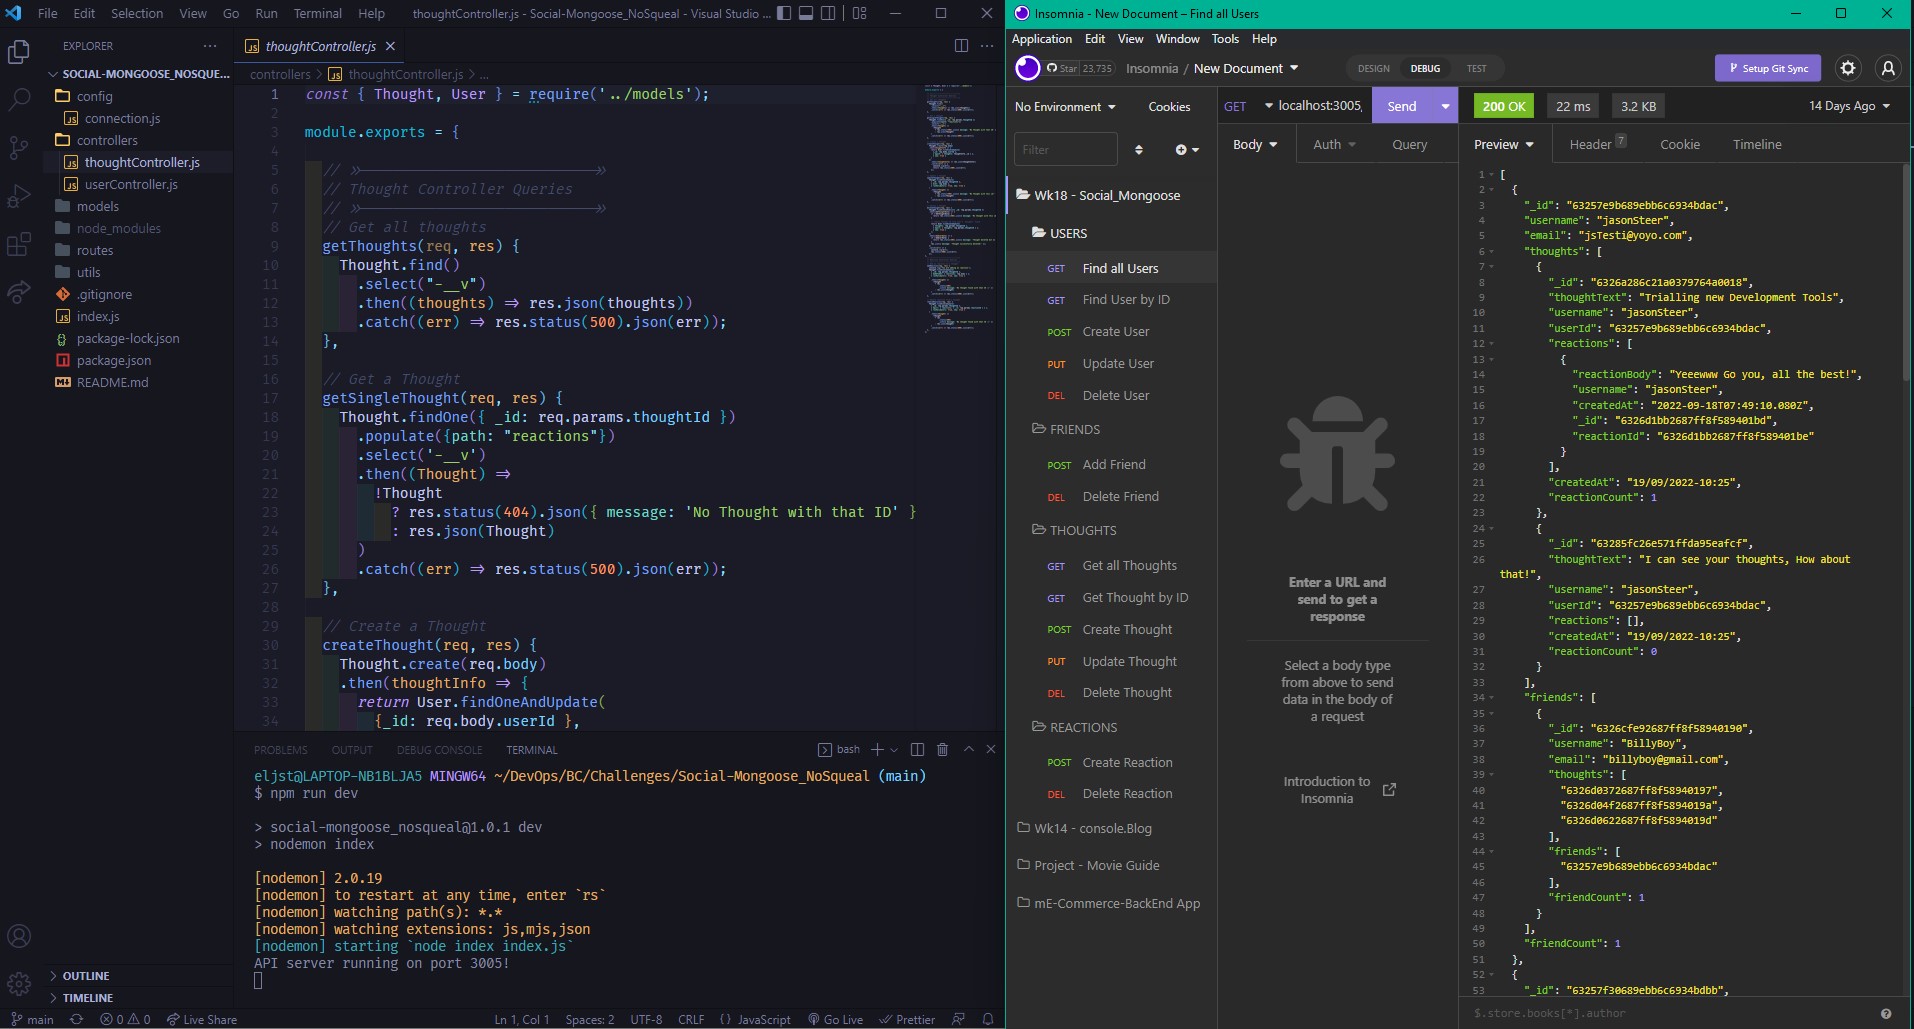 File Edit Selection View Go Run Terminal Help thoughtController.js - Social-Mongoose_NoSqueal - Visual Studio ...
EXPLORER
SOCIAL-MONGOOSE_NOSQUE...
config
connection.js
controllers
thoughtController.js
userController.js
models
node_modules
routes
utils
.gitignore
index.js
package-lock.json
package.json
README.md
OUTLINE
TIMELINE
thoughtController.js
controllers > thoughtController.js > ...
1 const { Thought, User } = require('../models');
2
3 module.exports = {
4
5 // »————————————»
6 // Thought Controller Queries
7 // »————————————»
8 // Get all thoughts
9 getThoughts(req, res) {
10 Thought.find()
11 .select("-__v")
12 .then((thoughts) => res.json(thoughts))
13 .catch((err) => res.status(500).json(err));
14 },
15
16 // Get a Thought
17 getSingleThought(req, res) {
18 Thought.findOne({ _id: req.params.thoughtId })
19 .populate({path: "reactions"})
20 .select('-__v')
21 .then((Thought) =>
22 !Thought
23 ? res.status(404).json({ message: 'No Thought with that ID' }
24 : res.json(Thought)
25 )
26 .catch((err) => res.status(500).json(err));
27 },
28
29 // Create a Thought
30 createThought(req, res) {
31 Thought.create(req.body)
32 .then(thoughtInfo => {
33 return User.findOneAndUpdate(
34 {_id: req.body.userId },
PROBLEMS OUTPUT DEBUG CONSOLE TERMINAL bash
eljst@LAPTOP-NB1BLJA5 MINGW64 ~/DevOps/BC/Challenges/Social-Mongoose_NoSqueal (main)
$ npm run dev
> social-mongoose_nosqueal@1.0.1 dev
> nodemon index
[nodemon] 2.0.19
[nodemon] to restart at any time, enter `rs`
[nodemon] watching path(s): *.*
[nodemon] watching extensions: js,mjs,json
[nodemon] starting `node index index.js`
API server running on port 3005!
main 0 0 Live Share Ln 1, Col 1 Spaces: 2 UTF-8 CRLF {} JavaScript Go Live Prettier
Insomnia - New Document – Find all Users
Application Edit View Window Tools Help
Star 23,735 Insomnia / New Document DESIGN DEBUG TEST Setup Git Sync
No Environment Cookies
Filter
Wk18 - Social_Mongoose
USERS
GET Find all Users
GET Find User by ID
POST Create User
PUT Update User
DEL Delete User
FRIENDS
POST Add Friend
DEL Delete Friend
THOUGHTS
GET Get all Thoughts
GET Get Thought by ID
POST Create Thought
PUT Update Thought
DEL Delete Thought
REACTIONS
POST Create Reaction
DEL Delete Reaction
Wk14 - console.Blog
Project - Movie Guide
mE-Commerce-BackEnd App
GET localhost:3005, Send
Body Auth Query
Enter a URL and
send to get a
response
Select a body type
from above to send
data in the body of
a request
Introduction to
Insomnia
200 OK 22 ms 3.2 KB 14 Days Ago
Preview Header 7 Cookie Timeline
1 [
2 {
3 "_id": "63257e9b689ebb6c6934bdac",
4 "username": "jasonSteer",
5 "email": "jsTesti@yoyo.com",
6 "thoughts": [
7 {
8 "_id": "6326a286c21a0379764a0018",
9 "thoughtText": "Trialling new Development Tools",
10 "username": "jasonSteer",
11 "userId": "63257e9b689ebb6c6934bdac",
12 "reactions": [
13 {
14 "reactionBody": "Yeeewww Go you, all the best!",
15 "username": "jasonSteer",
16 "createdAt": "2022-09-18T07:49:10.080Z",
17 "_id": "6326d1bb2687ff8f589401bd",
18 "reactionId": "6326d1bb2687ff8f589401be"
19 }
20 ],
21 "createdAt": "19/09/2022-10:25",
22 "reactionCount": 1
23 },
24 {
25 "_id": "63285fc26e571ffda95eafcf",
26 "thoughtText": "I can see your thoughts, How about
that!",
27 "username": "jasonSteer",
28 "userId": "63257e9b689ebb6c6934bdac",
29 "reactions": [],
30 "createdAt": "19/09/2022-10:25",
31 "reactionCount": 0
32 }
33 ],
34 "friends": [
35 {
36 "_id": "6326cfe92687ff8f58940190",
37 "username": "BillyBoy",
38 "email": "billyboy@gmail.com",
39 "thoughts": [
40 "6326d0372687ff8f58940197",
41 "6326d04f2687ff8f5894019a",
42 "6326d0622687ff8f5894019d"
43 ],
44 "friends": [
45 "63257e9b689ebb6c6934bdac"
46 ],
47 "friendCount": 1
48 }
49 ],
50 "friendCount": 1
51 },
52 {
53 "_id": "63257f30689ebb6c6934bdbb",
$.store.books[*].author